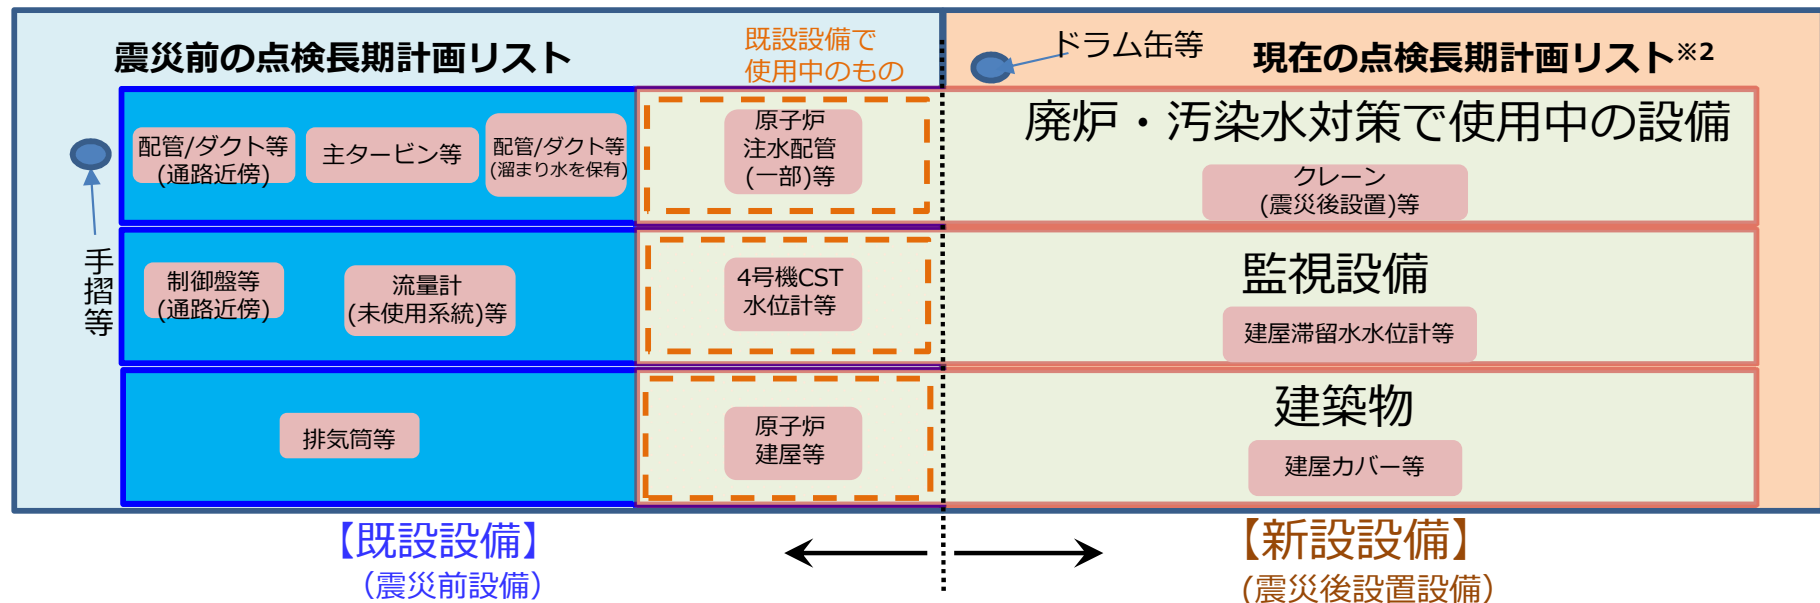 震災前の点検長期計画リスト
既設設備で
使用中のもの
ドラム缶等
現在の点検長期計画リスト※2
配管/ダクト等
(通路近傍)
主タービン等
配管/ダクト等
(溜まり水を保有)
原子炉
注水配管
(一部)等
廃炉・汚染水対策で使用中の設備
クレーン
(震災後設置)等
手摺等
制御盤等
(通路近傍)
流量計
(未使用系統)等
4号機CST
水位計等
監視設備
建屋滞留水水位計等
排気筒等
原子炉
建屋等
建築物
建屋カバー等
【既設設備】
（震災前設備）
【新設設備】
(震災後設置設備）